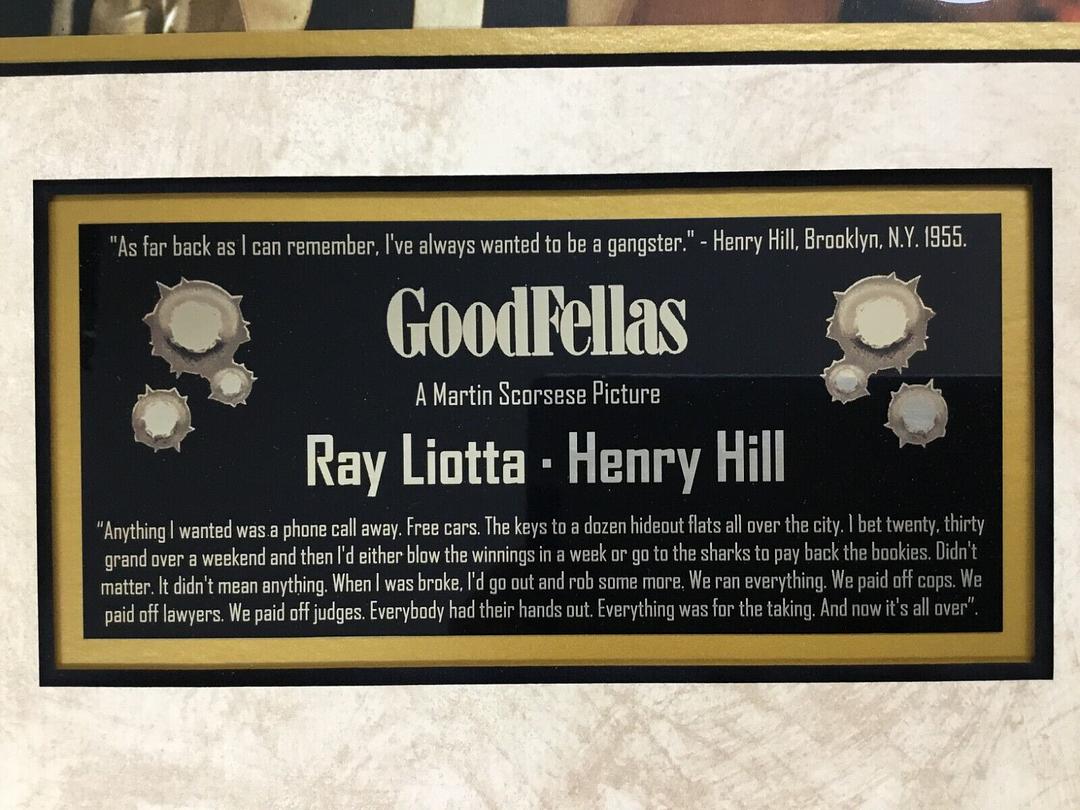 "As far back as I can remember, I've always wanted to be a gangster." - Henry Hill, Brooklyn, N.Y. 1955.
GoodFellas
A Martin Scorsese Picture
Ray Liotta · Henry Hill
“Anything I wanted was a phone call away. Free cars. The keys to a dozen hideout flats all over the city. I bet twenty, thirty
grand over a weekend and then I'd either blow the winnings in a week or go to the sharks to pay back the bookies. Didn't
matter. It didn't mean anything. When I was broke, I'd go out and rob some more. We ran everything. We paid off cops. We
paid off lawyers. We paid off judges. Everybody had their hands out. Everything was for the taking. And now it's all over”.